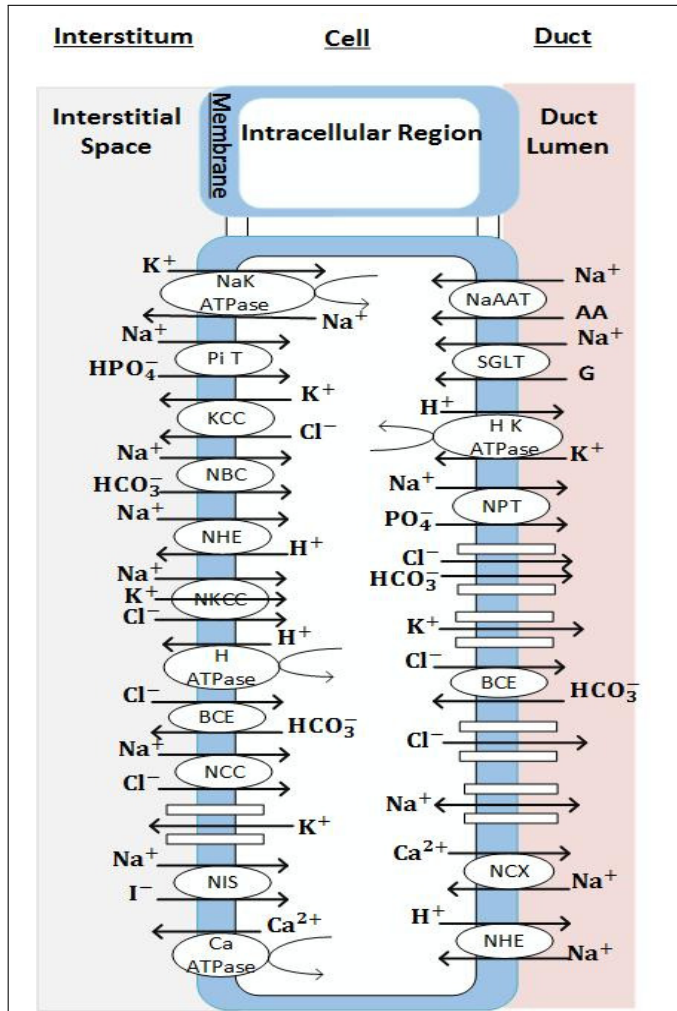 Interstitum Cell Duct
Interstitial Space
Membrane
Intracellular Region
Duct Lumen
K⁺
NaK ATPase
Na⁺
Na⁺
Pi T
HPO₄⁻
K⁺
KCC
Cl⁻
Na⁺
NBC
HCO₃⁻
Na⁺
NHE
H⁺
Na⁺
K⁺
NKCC
Cl⁻
H⁺
H ATPase
Cl⁻
BCE
HCO₃⁻
Na⁺
NCC
Cl⁻
K⁺
Na⁺
NIS
I⁻
Ca²⁺
Ca ATPase
Na⁺
NaAAT
AA
Na⁺
SGLT
G
H⁺
H K ATPase
K⁺
Na⁺
NPT
PO₄⁻
Cl⁻
HCO₃⁻
K⁺
Cl⁻
BCE
HCO₃⁻
Cl⁻
Na⁺
Ca²⁺
NCX
Na⁺
H⁺
NHE
Na⁺